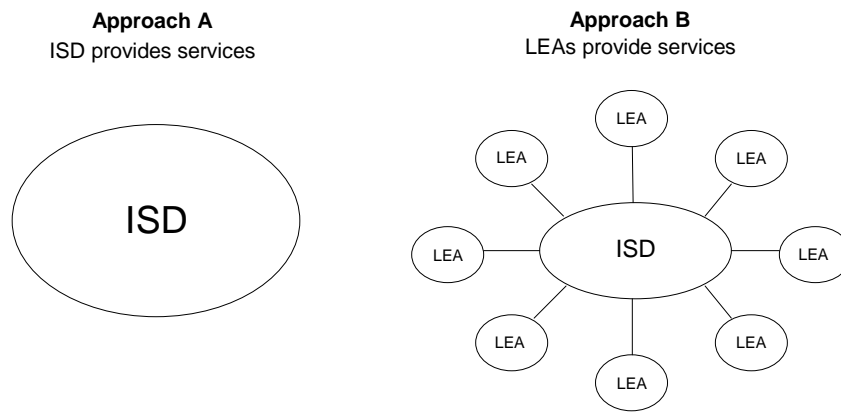 Approach A
ISD provides services
ISD
Approach B
LEAs provide services
LEA
LEA
LEA
LEA
ISD
LEA
LEA
LEA
LEA